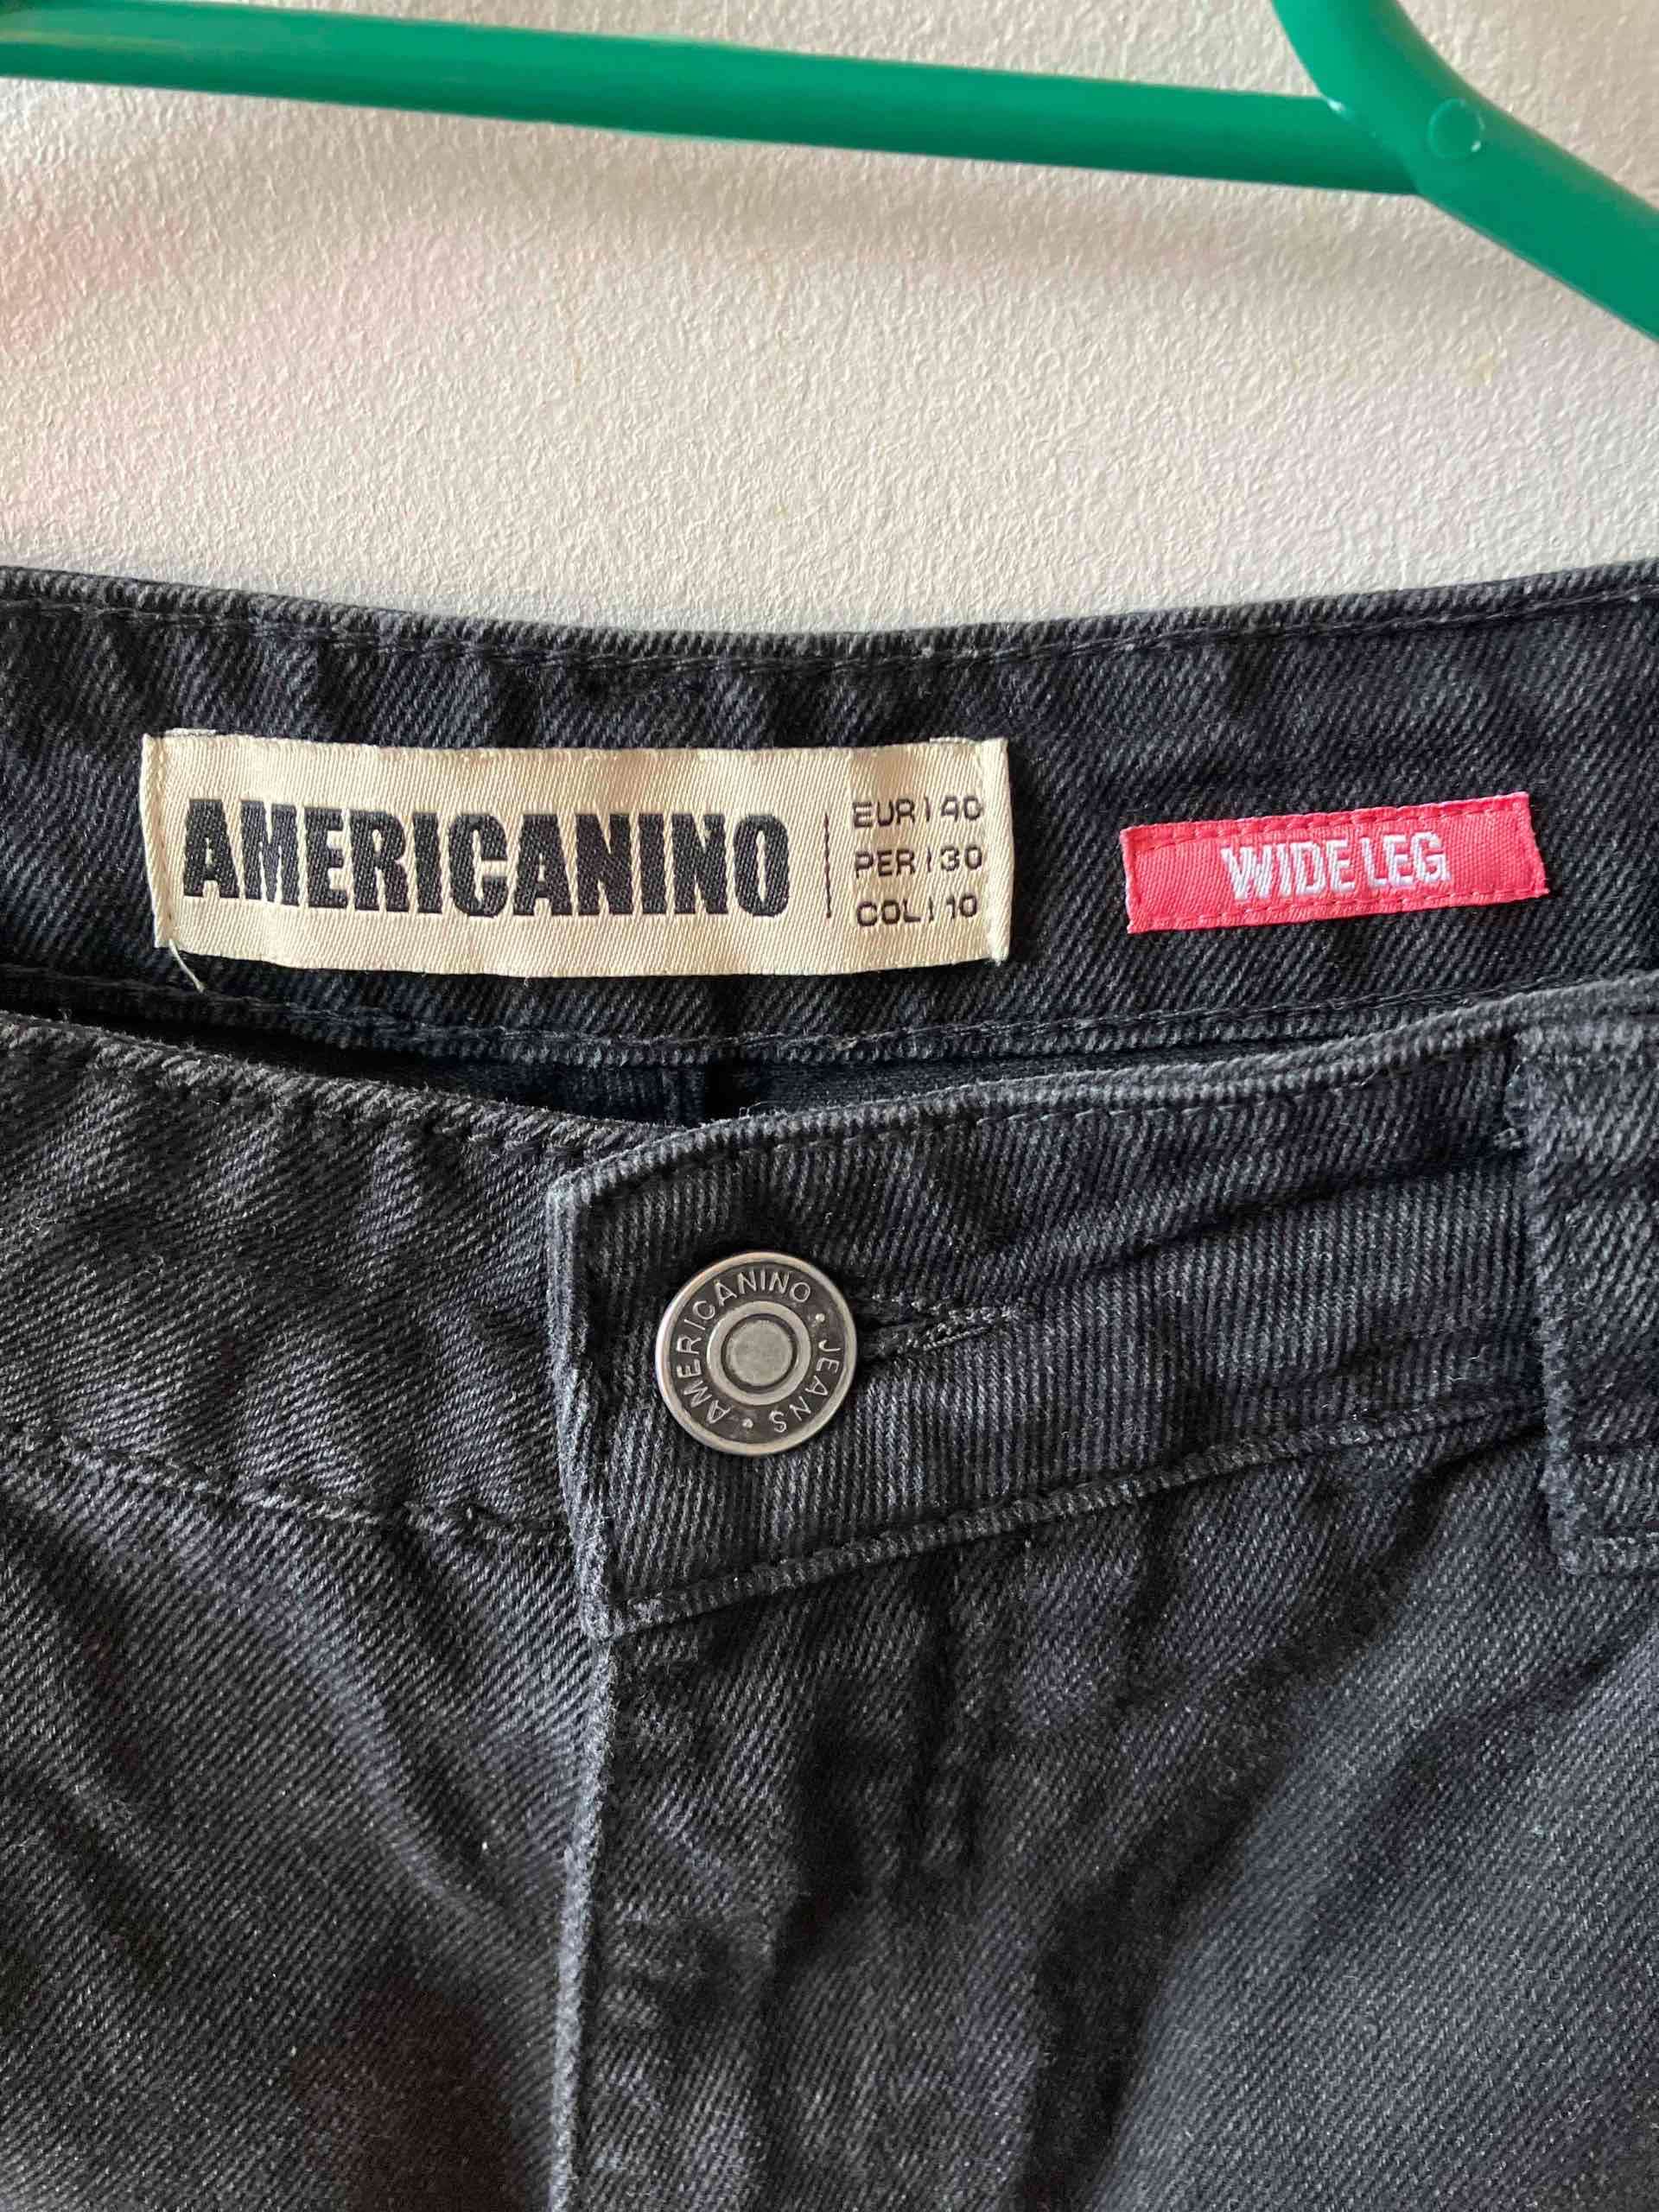 AMERICANINO
EUR | 40
PER | 30
COL | 10
WIDE LEG
AMERICANINO • JEANS •